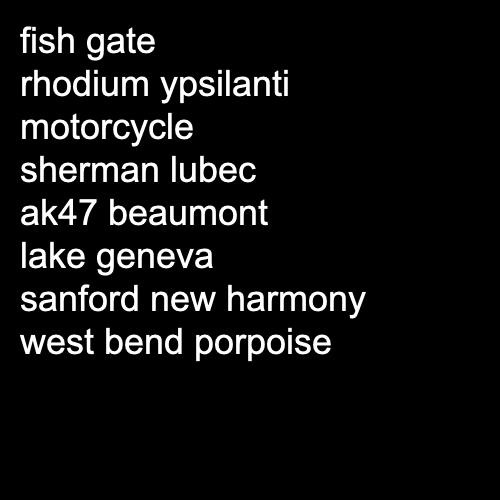 fish gate
rhodium ypsilanti
motorcycle
sherman lubec
ak47 beaumont
lake geneva
sanford new harmony
west bend porpoise